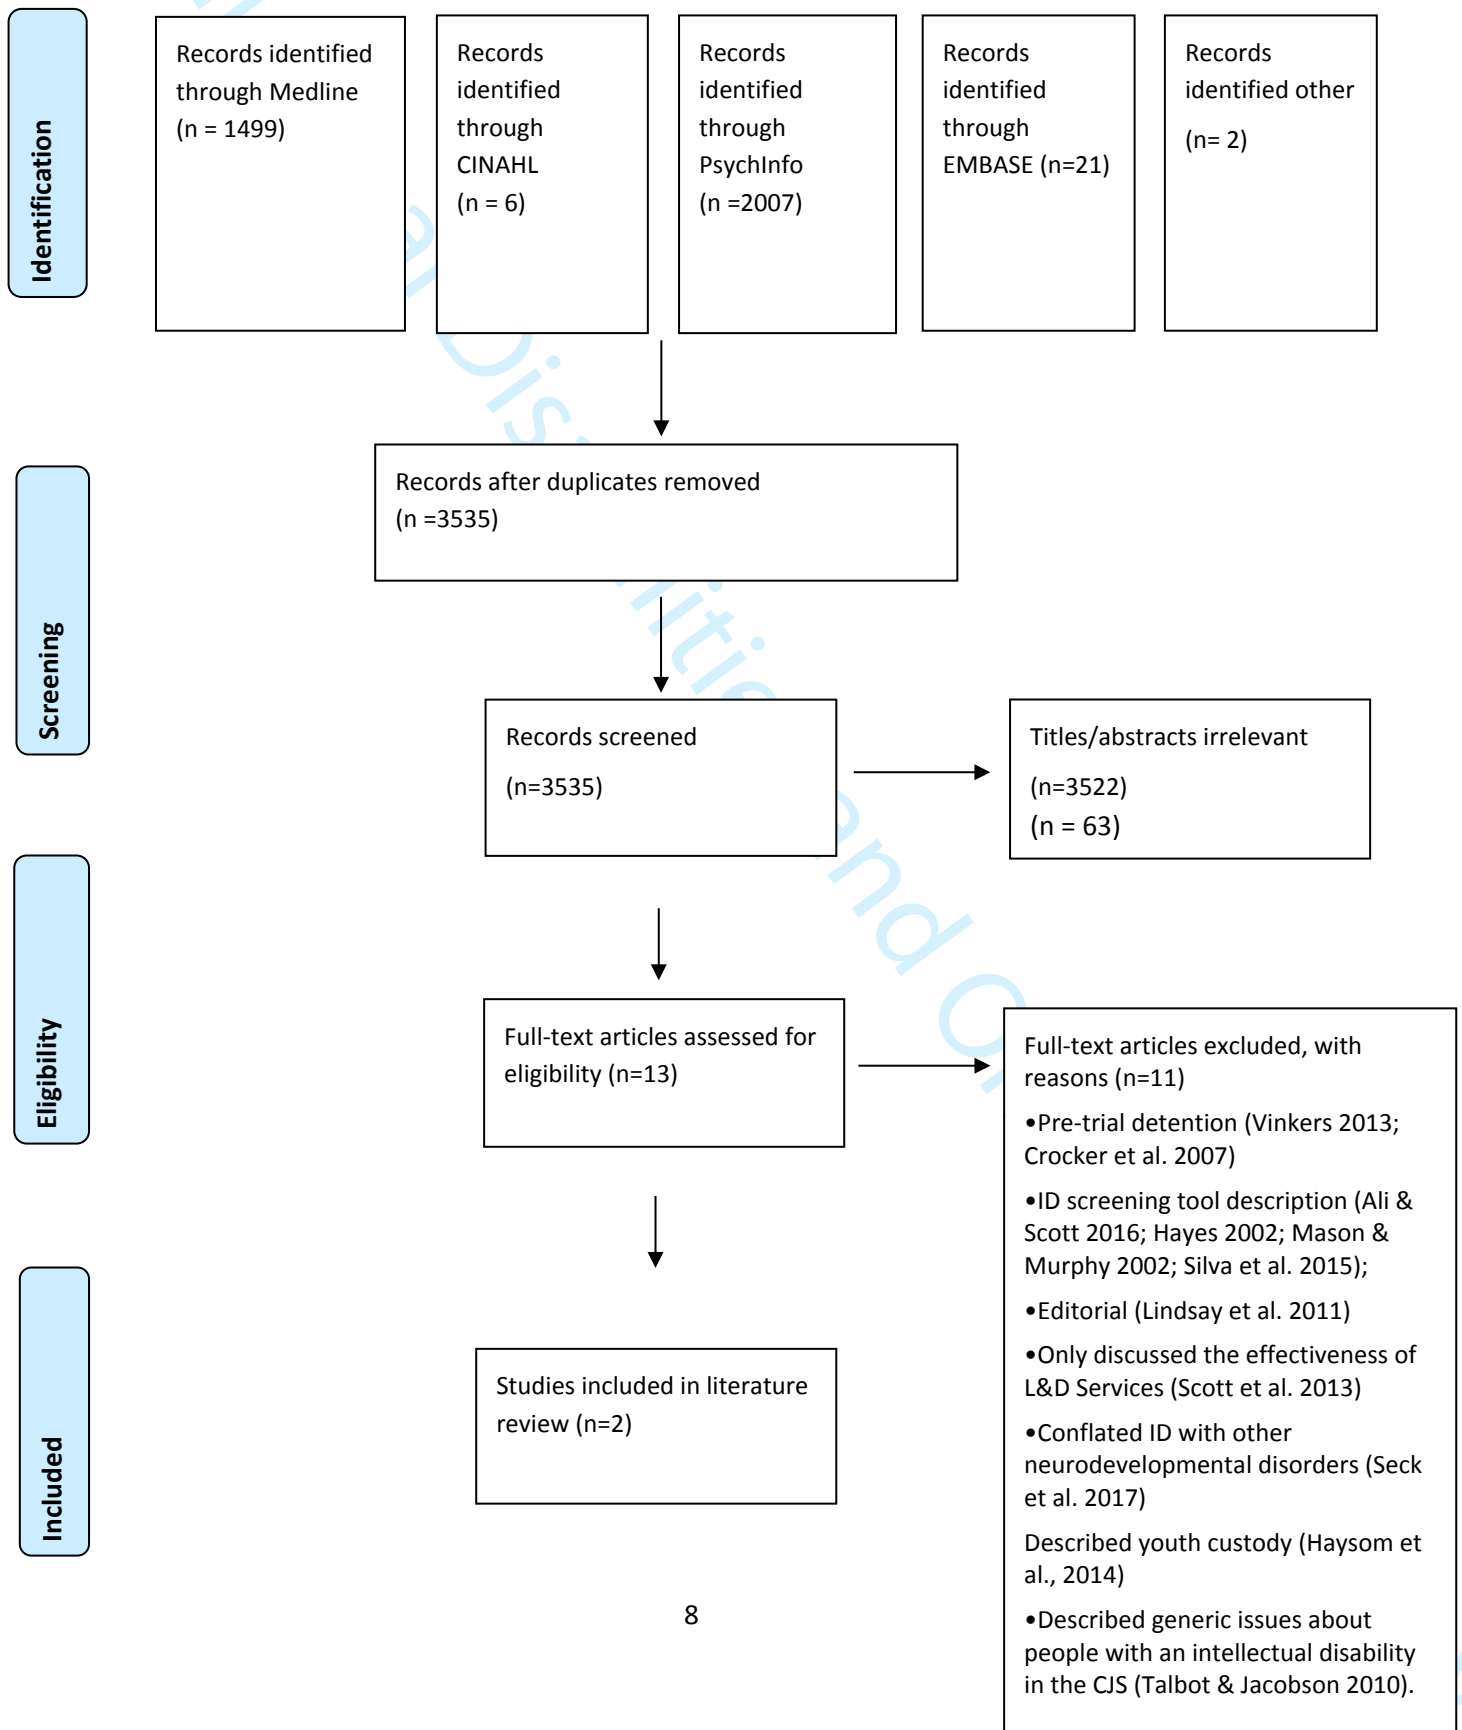 Identification
Records identified
through Medline
(n = 1499)
Records
identified
through
CINAHL
(n = 6)
Records
identified
through
PsychInfo
(n =2007)
Records
identified
through
EMBASE (n=21)
Records
identified other
(n= 2)
Screening
Records after duplicates removed
(n =3535)
Records screened
(n=3535)
Titles/abstracts irrelevant
(n=3522)
(n = 63)
Eligibility
Full-text articles assessed for
eligibility (n=13)
Full-text articles excluded, with
reasons (n=11)
•Pre-trial detention (Vinkers 2013;
Crocker et al. 2007)
•ID screening tool description (Ali &
Scott 2016; Hayes 2002; Mason &
Murphy 2002; Silva et al. 2015);
•Editorial (Lindsay et al. 2011)
•Only discussed the effectiveness of
L&D Services (Scott et al. 2013)
•Conflated ID with other
neurodevelopmental disorders (Seck
et al. 2017)
Described youth custody (Haysom et
al., 2014)
•Described generic issues about
people with an intellectual disability
in the CJS (Talbot & Jacobson 2010).
Included
Studies included in literature
review (n=2)
8